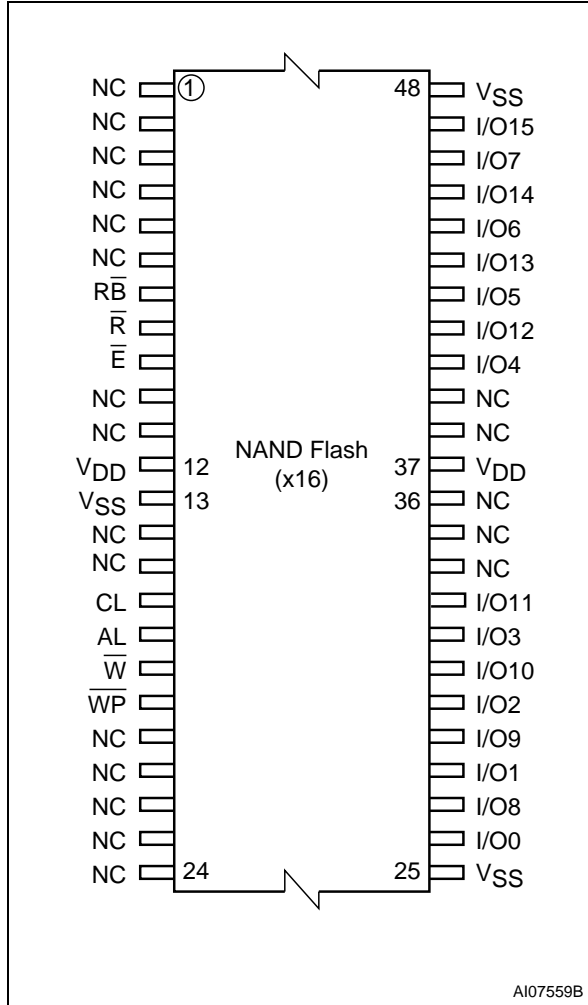 NC ① 48 VSS
NC I/O15
NC I/O7
NC I/O14
NC I/O6
NC I/O13
RB̅ I/O5
R̅ I/O12
E̅ I/O4
NC NC
NC NC
VDD 12 NAND Flash 37 VDD
(x16)
VSS 13 36 NC
NC NC
NC NC
CL I/O11
AL I/O3
W̅ I/O10
W̅P̅ I/O2
NC I/O9
NC I/O1
NC I/O8
NC I/O0
NC 24 25 VSS
AI07559B